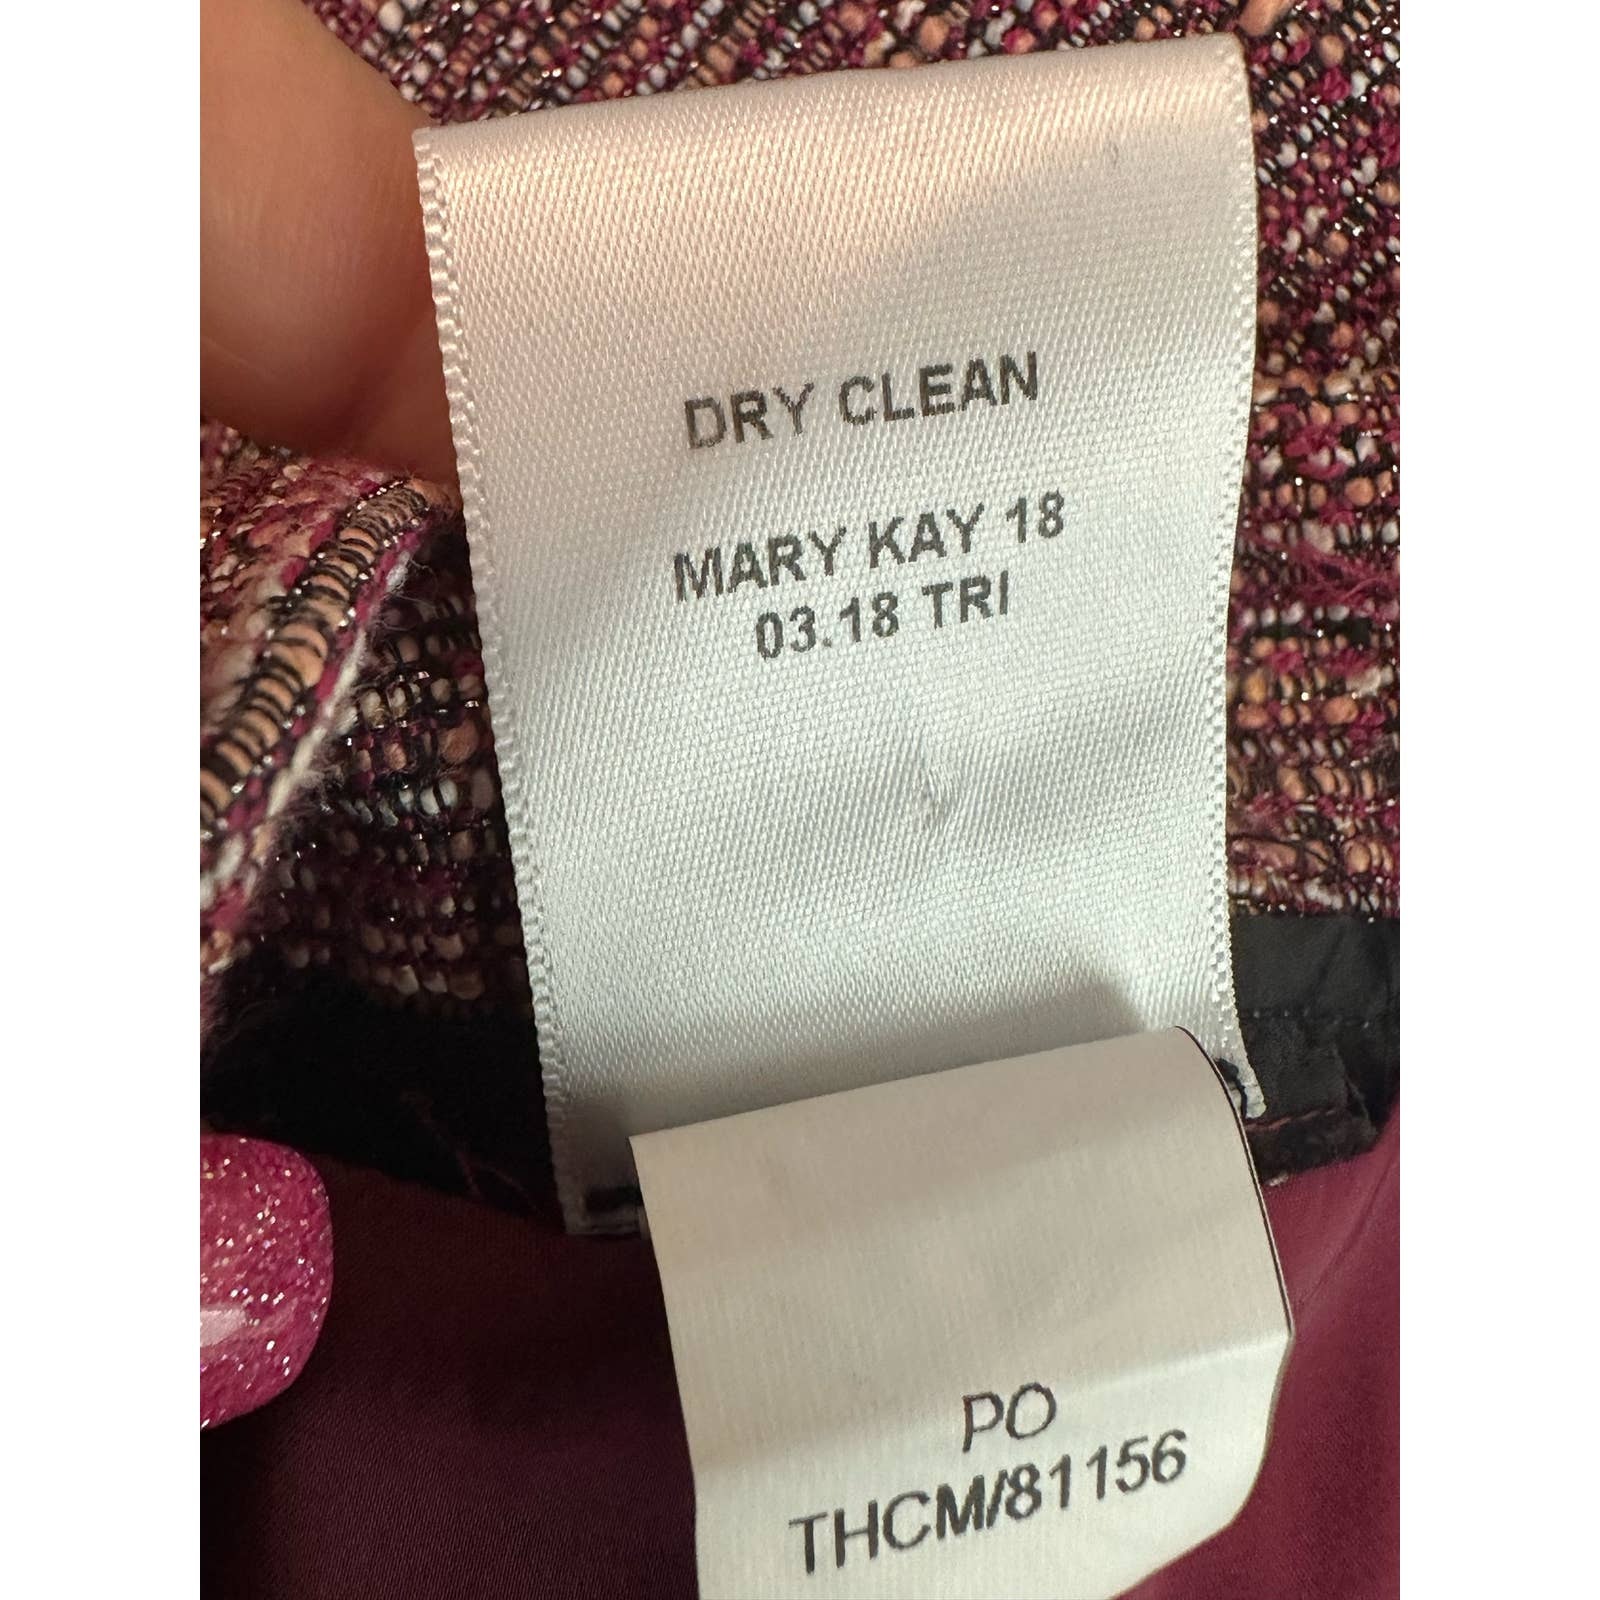 DRY CLEAN
MARY KAY 18
03.18 TRI
PO
THCM/81156